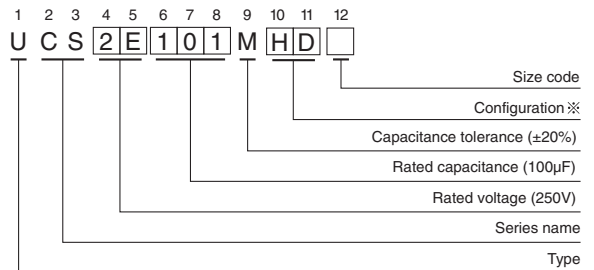 1 2 3 4 5 6 7 8 9 10 11 12
U C S 2 E 1 0 1 M H D
Size code
Configuration※
Capacitance tolerance (±20%)
Rated capacitance (100µF)
Rated voltage (250V)
Series name
Type